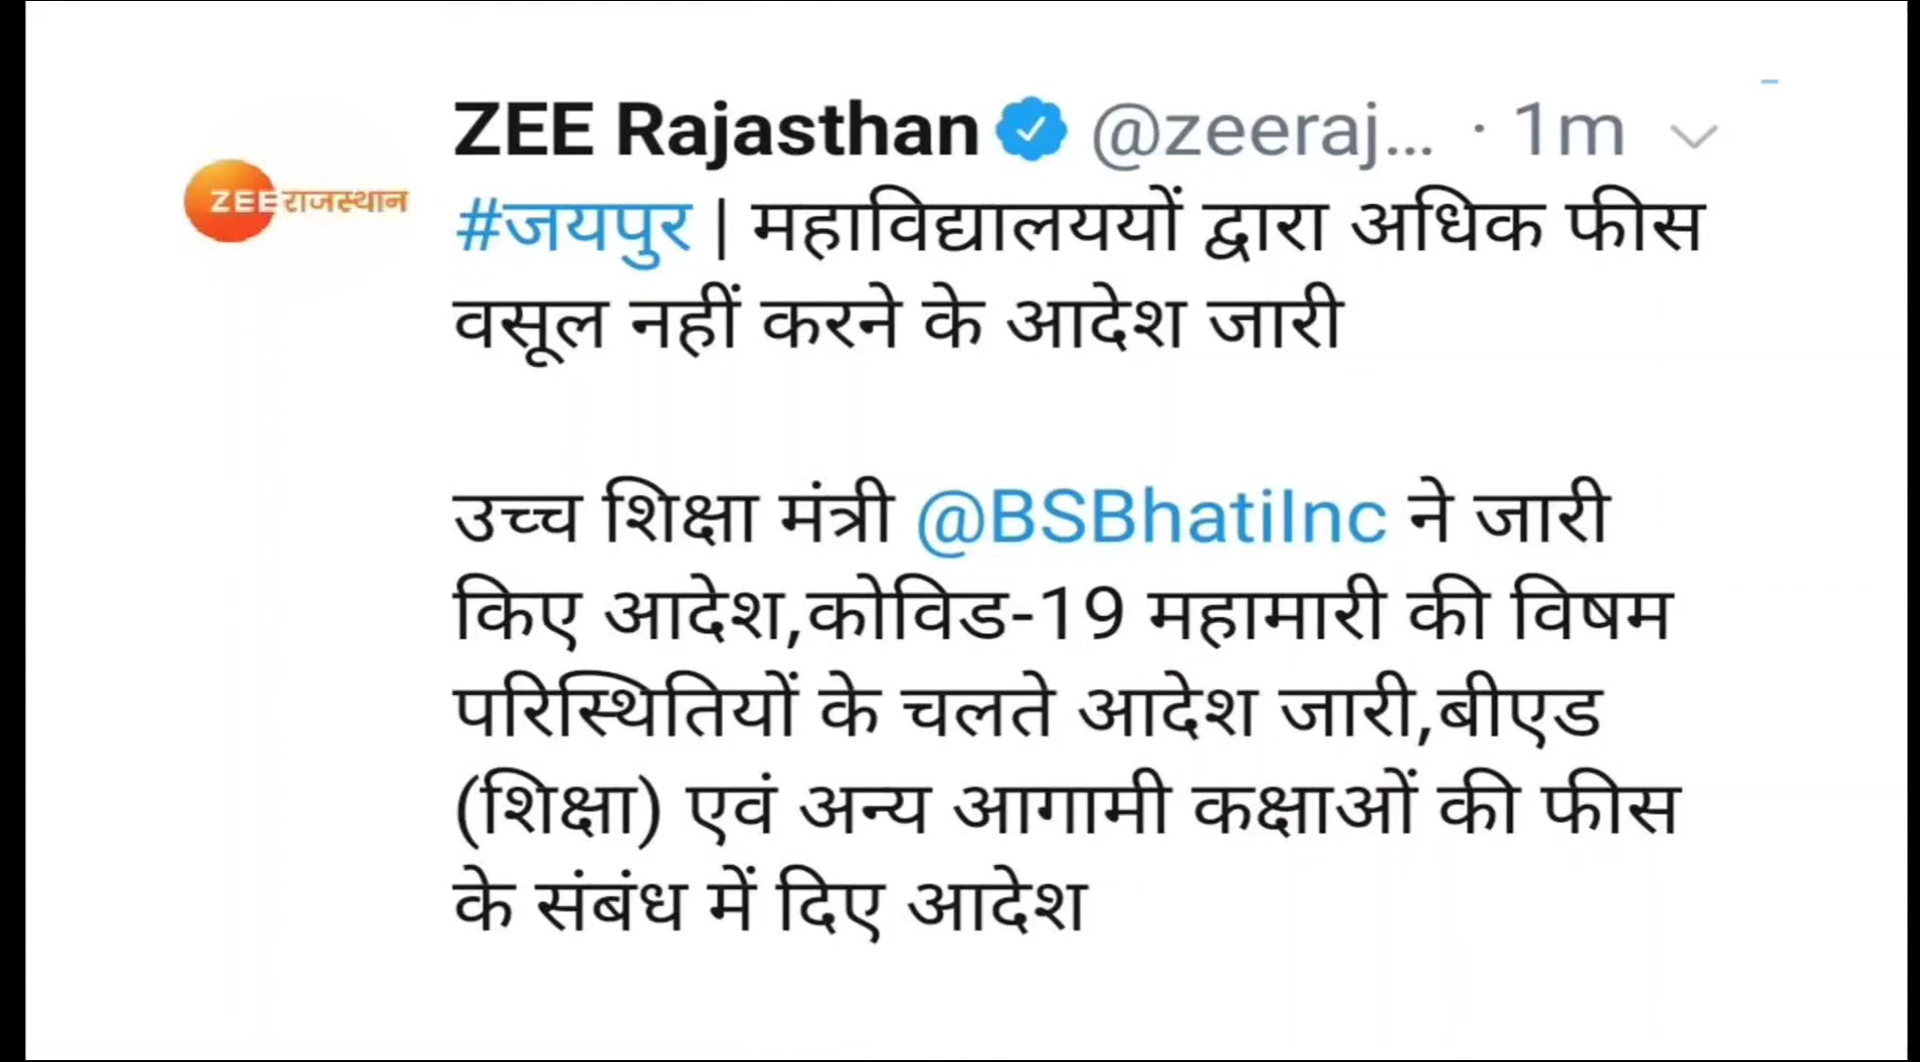 ZEE Rajasthan @zeeraj... · 1m
ZEE राजस्थान
#जयपुर | महाविद्यालययों द्वारा अधिक फीस
वसूल नहीं करने के आदेश जारी
उच्च शिक्षा मंत्री @BSBhatiInc ने जारी
किए आदेश,कोविड-19 महामारी की विषम
परिस्थितियों के चलते आदेश जारी,बीएड
(शिक्षा) एवं अन्य आगामी कक्षाओं की फीस
के संबंध में दिए आदेश